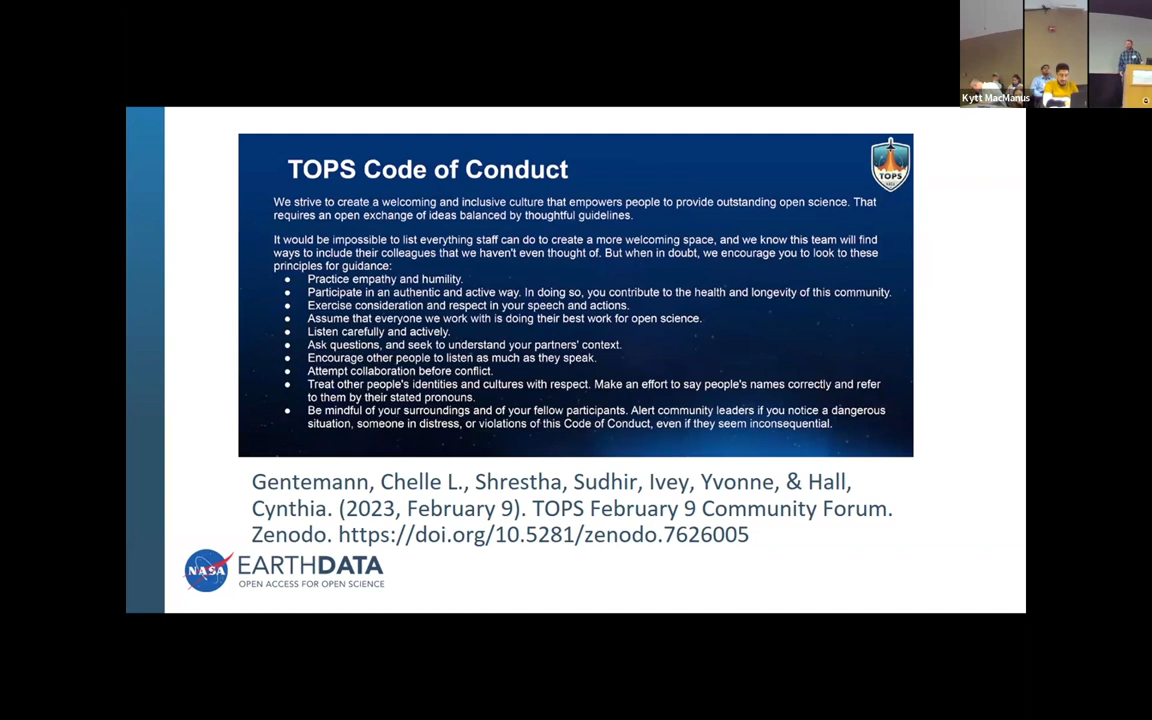 Kytt MacManus
TOPS Code of Conduct
TOPS
We strive to create a welcoming and inclusive culture that empowers people to provide outstanding open science. That
requires an open exchange of ideas balanced by thoughtful guidelines.
It would be impossible to list everything staff can do to create a more welcoming space, and we know this team will find
ways to include their colleagues that we haven't even thought of. But when in doubt, we encourage you to look to these
principles for guidance:
● Practice empathy and humility.
● Participate in an authentic and active way. In doing so, you contribute to the health and longevity of this community.
● Exercise consideration and respect in your speech and actions.
● Assume that everyone we work with is doing their best work for open science.
● Listen carefully and actively.
● Ask questions, and seek to understand your partners' context.
● Encourage other people to listen as much as they speak.
● Attempt collaboration before conflict.
● Treat other people's identities and cultures with respect. Make an effort to say people's names correctly and refer
to them by their stated pronouns.
● Be mindful of your surroundings and of your fellow participants. Alert community leaders if you notice a dangerous
situation, someone in distress, or violations of this Code of Conduct, even if they seem inconsequential.
Gentemann, Chelle L., Shrestha, Sudhir, Ivey, Yvonne, & Hall,
Cynthia. (2023, February 9). TOPS February 9 Community Forum.
Zenodo. https://doi.org/10.5281/zenodo.7626005
NASA
EARTHDATA
OPEN ACCESS FOR OPEN SCIENCE